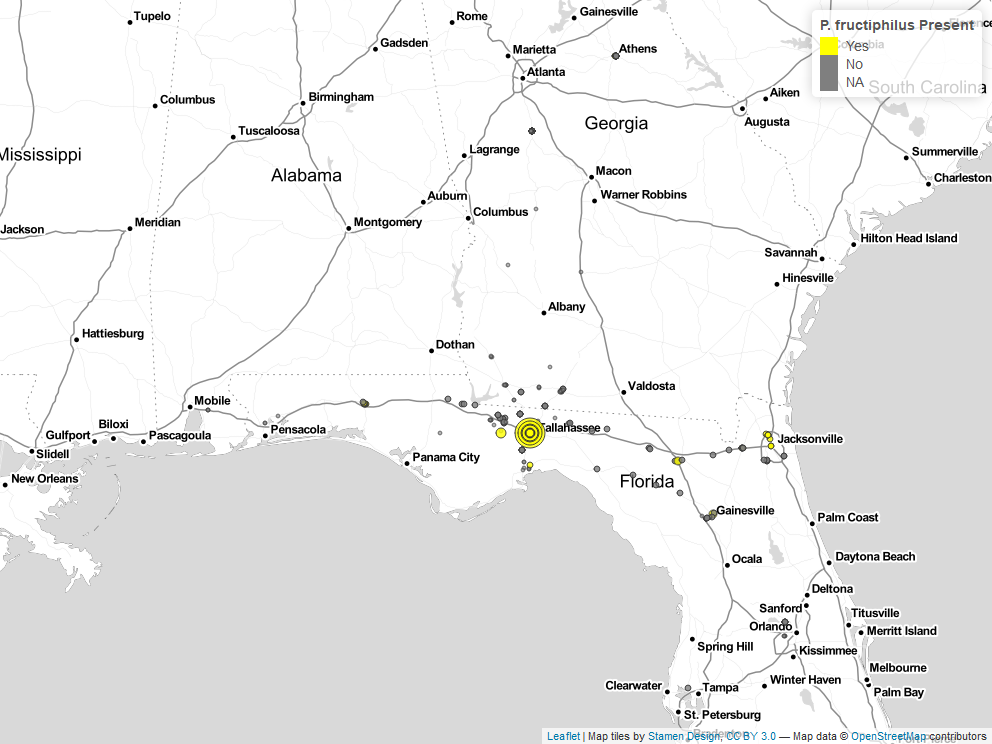 Tupelo
Rome
Gainesville
P. fructiphilus Present
Yes
No
NA
South Carolina
Gadsden
Marietta
Athens
Atlanta
Columbus
Birmingham
Aiken
Augusta
Georgia
Tuscaloosa
Lagrange
Summerville
Mississippi
Alabama
Macon
Charleston
Auburn
Warner Robbins
Columbus
Jackson
Meridian
Montgomery
Hilton Head Island
Savannah
Hinesville
Albany
Hattiesburg
Dothan
Valdosta
Mobile
Biloxi
Gulfport
Pascagoula
Pensacola
Tallahassee
Jacksonville
Slidell
Panama City
New Orleans
Florida
Gainesville
Palm Coast
Ocala
Daytona Beach
Deltona
Sanford
Titusville
Orlando
Merritt Island
Spring Hill
Kissimmee
Melbourne
Clearwater
Tampa
Winter Haven
Palm Bay
St. Petersburg
Leaflet | Map tiles by Stamen Design, CC BY 3.0 — Map data © OpenStreetMap contributors